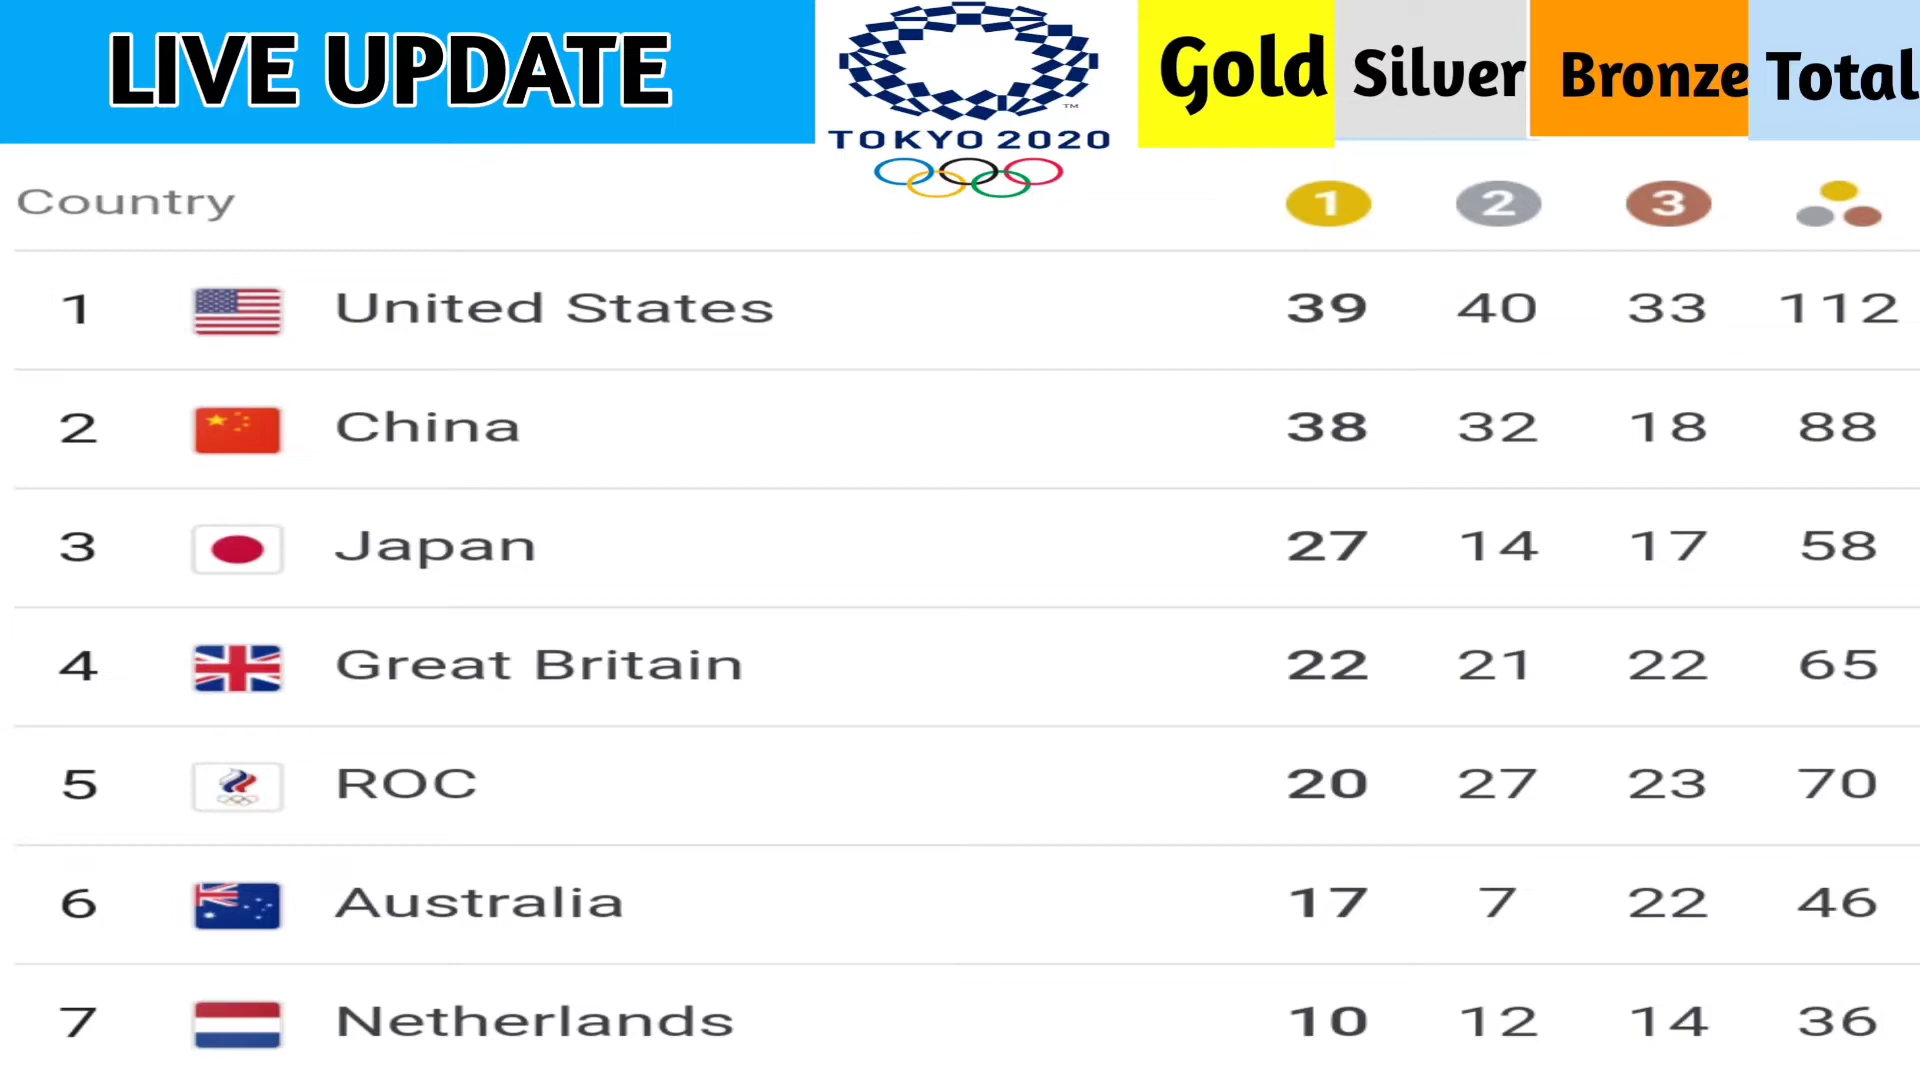 LIVE UPDATE
TOKYO 2020
TM
Gold Silver Bronze Total
Country 1 2 3
1 United States 39 40 33 112
2 China 38 32 18 88
3 Japan 27 14 17 58
4 Great Britain 22 21 22 65
5 ROC 20 27 23 70
6 Australia 17 7 22 46
7 Netherlands 10 12 14 36